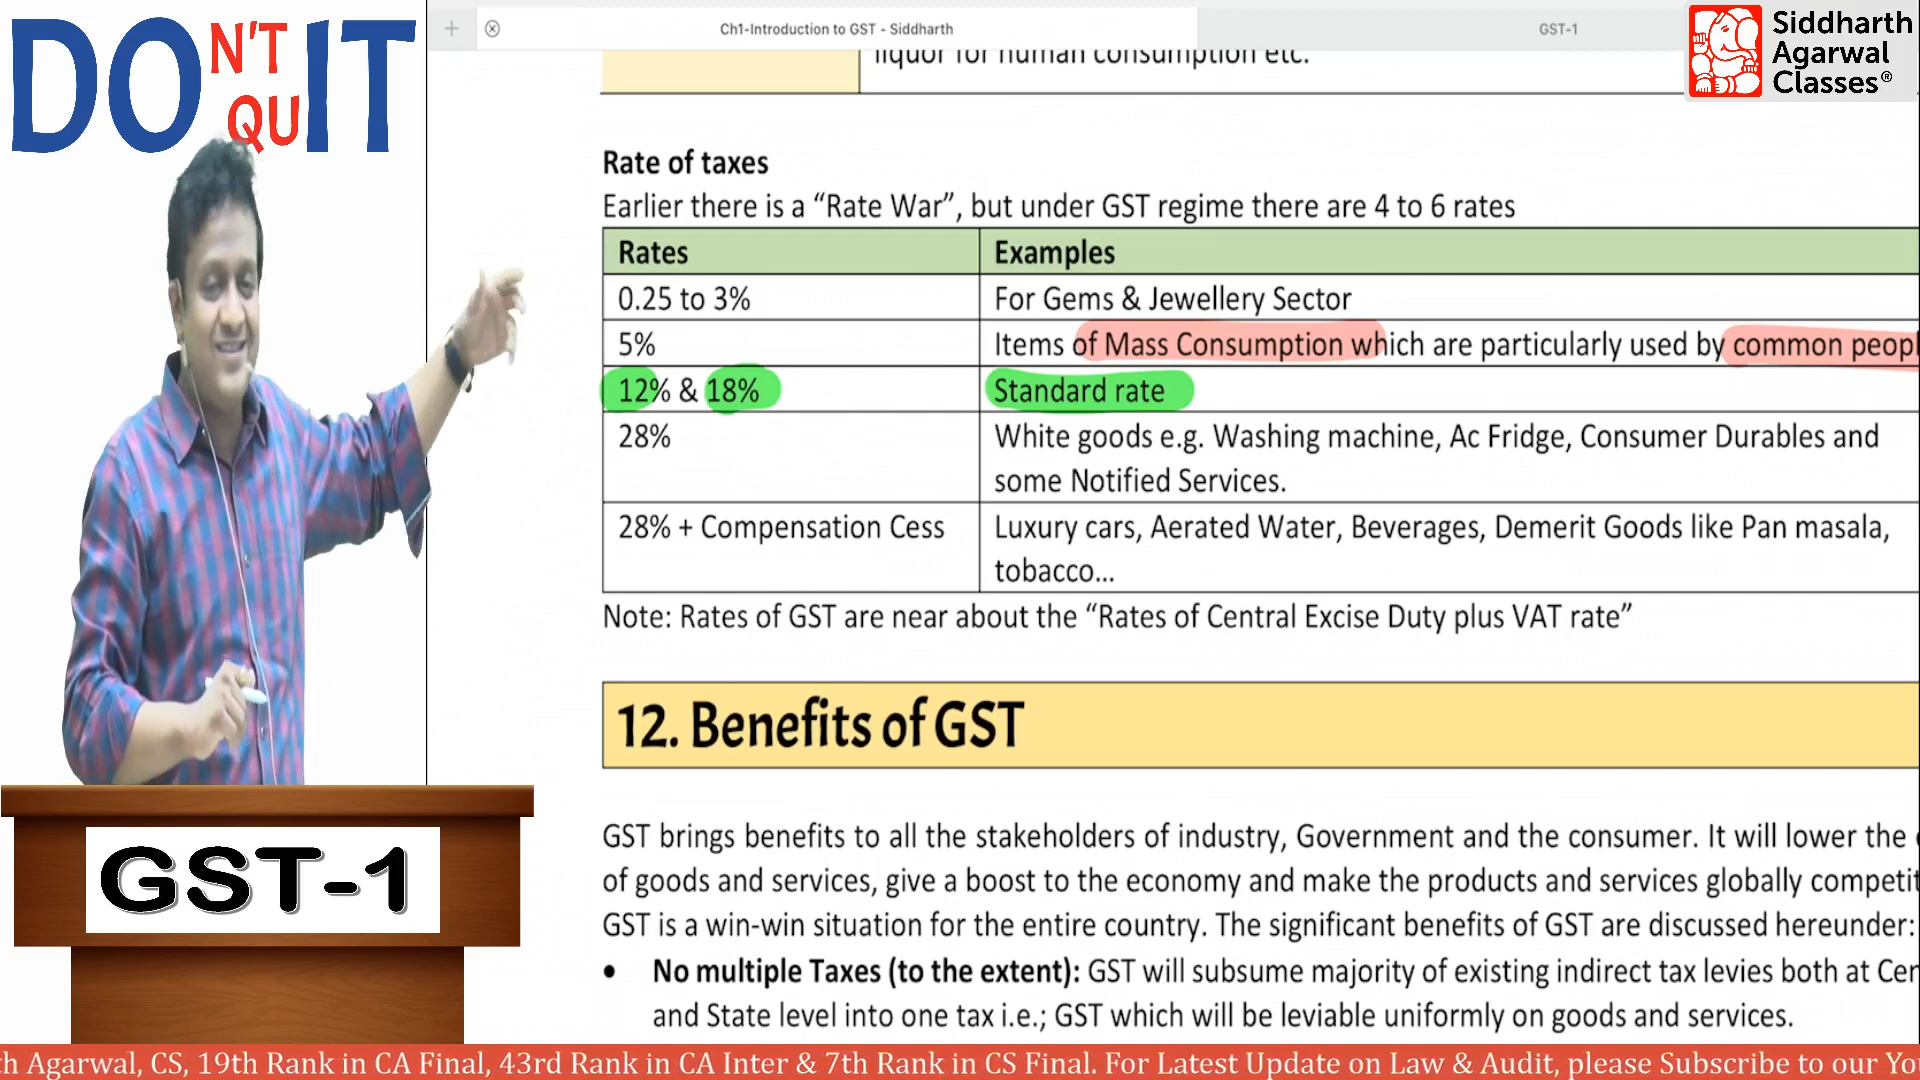 DON'T QUIT
Ch1-Introduction to GST - Siddharth
GST-1
Siddharth
Agarwal
Classes®
liquor for human consumption etc.
Rate of taxes
Earlier there is a “Rate War”, but under GST regime there are 4 to 6 rates
Rates Examples
0.25 to 3% For Gems & Jewellery Sector
5% Items of Mass Consumption which are particularly used by common peopl
12% & 18% Standard rate
28% White goods e.g. Washing machine, Ac Fridge, Consumer Durables and
some Notified Services.
28% + Compensation Cess Luxury cars, Aerated Water, Beverages, Demerit Goods like Pan masala,
tobacco...
Note: Rates of GST are near about the “Rates of Central Excise Duty plus VAT rate”
12. Benefits of GST
GST brings benefits to all the stakeholders of industry, Government and the consumer. It will lower the
of goods and services, give a boost to the economy and make the products and services globally competit
GST is a win-win situation for the entire country. The significant benefits of GST are discussed hereunder:
• No multiple Taxes (to the extent): GST will subsume majority of existing indirect tax levies both at Cen
and State level into one tax i.e.; GST which will be leviable uniformly on goods and services.
GST-1
th Agarwal, CS, 19th Rank in CA Final, 43rd Rank in CA Inter & 7th Rank in CS Final. For Latest Update on Law & Audit, please Subscribe to our Yo